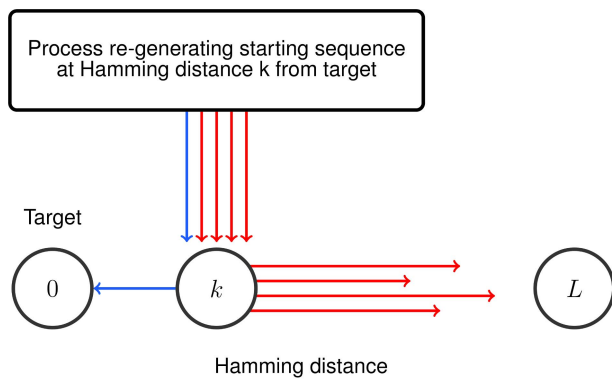 Process re-generating starting sequence
at Hamming distance k from target
Target
0
k
L
Hamming distance